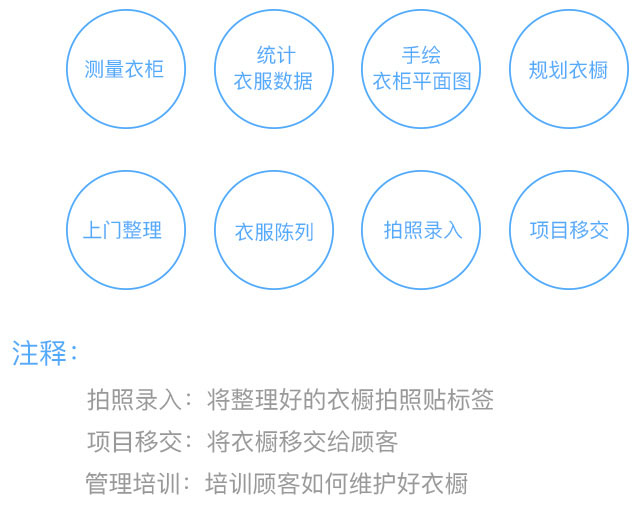 测量衣柜
统计
衣服数据
手绘
衣柜平面图
规划衣橱
上门整理
衣服陈列
拍照录入
项目移交
注释：
拍照录入：将整理好的衣橱拍照贴标签
项目移交：将衣橱移交给顾客
管理培训：培训顾客如何维护好衣橱